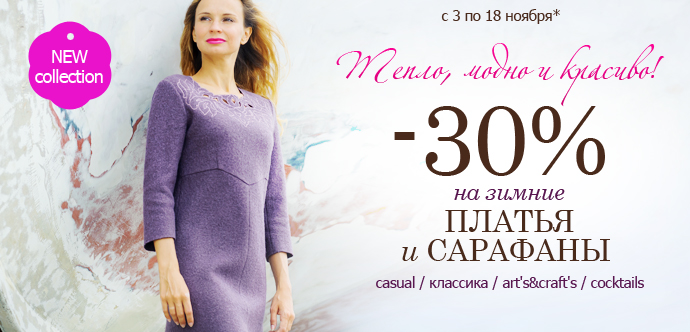 с 3 по 18 ноября*
NEW
collection
Тепло, модно и красиво!
-30%
на зимние
ПЛАТЬЯ
и САРАФАНЫ
casual / классика / art's&craft's / cocktails